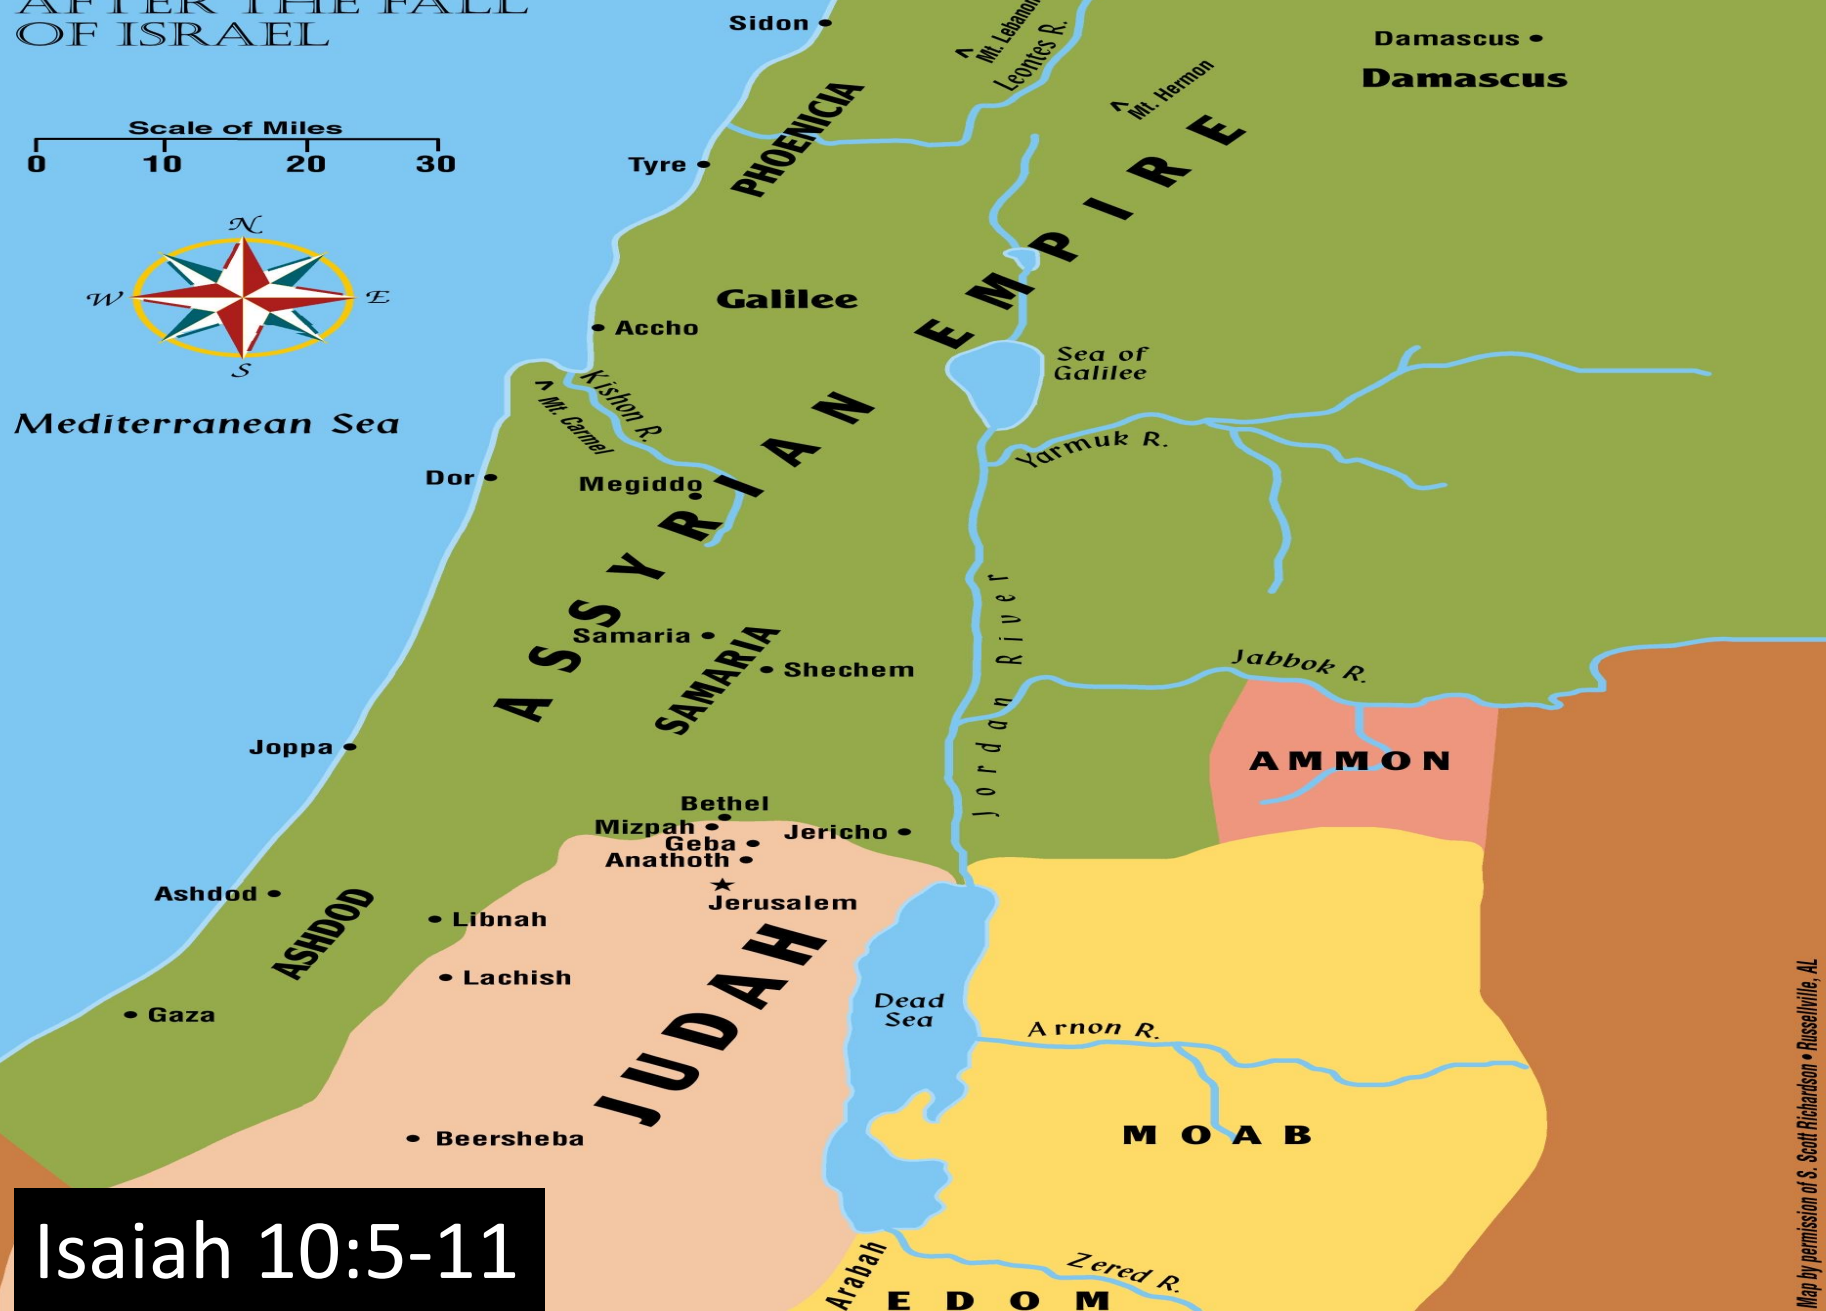 AFTER THE FALL
OF ISRAEL
Scale of Miles
0 10 20 30
N
W
E
S
Mediterranean Sea
Sidon
Mt. Lebanon
Leontes R.
Damascus
Damascus
Mt. Hermon
PHOENICIA
Tyre
ASSYRIAN EMPIRE
Galilee
Accho
Sea of
Galilee
Kishon R.
Mt. Carmel
Yarmuk R.
Dor
Megiddo
Jordan River
Samaria
SAMARIA
Shechem
Jabbok R.
Joppa
AMMON
Bethel
Mizpah
Jericho
Geba
Anathoth
Jerusalem
Ashdod
ASHDOD
Libnah
JUDAH
Lachish
Gaza
Dead
Sea
Arnon R.
MOAB
Beersheba
Arabah
Zered R.
EDOM
Isaiah 10:5-11
Map by permission of S. Scott Richardson • Russellville, AL